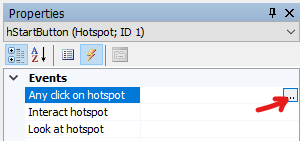 Properties
hStartButton (Hotspot; ID 1)
Events
Any click on hotspot
...
Interact hotspot
Look at hotspot